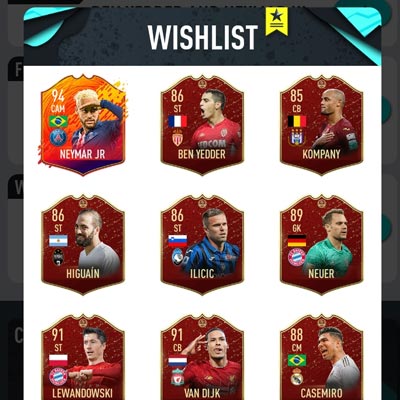 WISHLIST
94
CAM
NEYMAR JR
86
ST
BEN YEDDER
85
CB
KOMPANY
86
ST
HIGUAÍN
86
ST
ILICIC
89
GK
NEUER
91
ST
LEWANDOWSKI
91
CB
VAN DIJK
88
CM
CASEMIRO